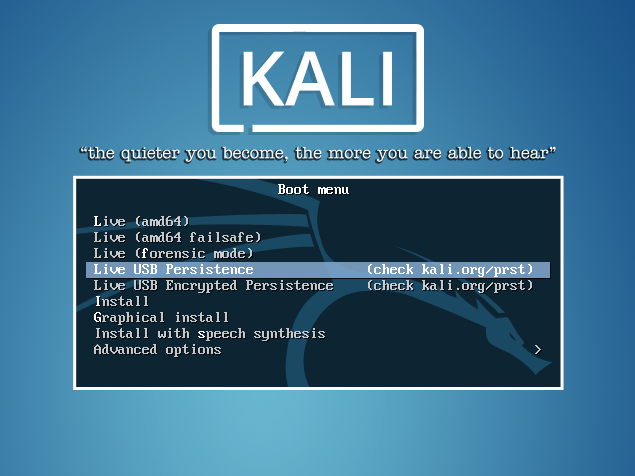 KALI
“the quieter you become, the more you are able to hear”
Boot menu
Live (amd64)
Live (amd64 failsafe)
Live (forensic mode)
Live USB Persistence (check kali.org/prst)
Live USB Encrypted Persistence (check kali.org/prst)
Install
Graphical install
Install with speech synthesis
Advanced options >